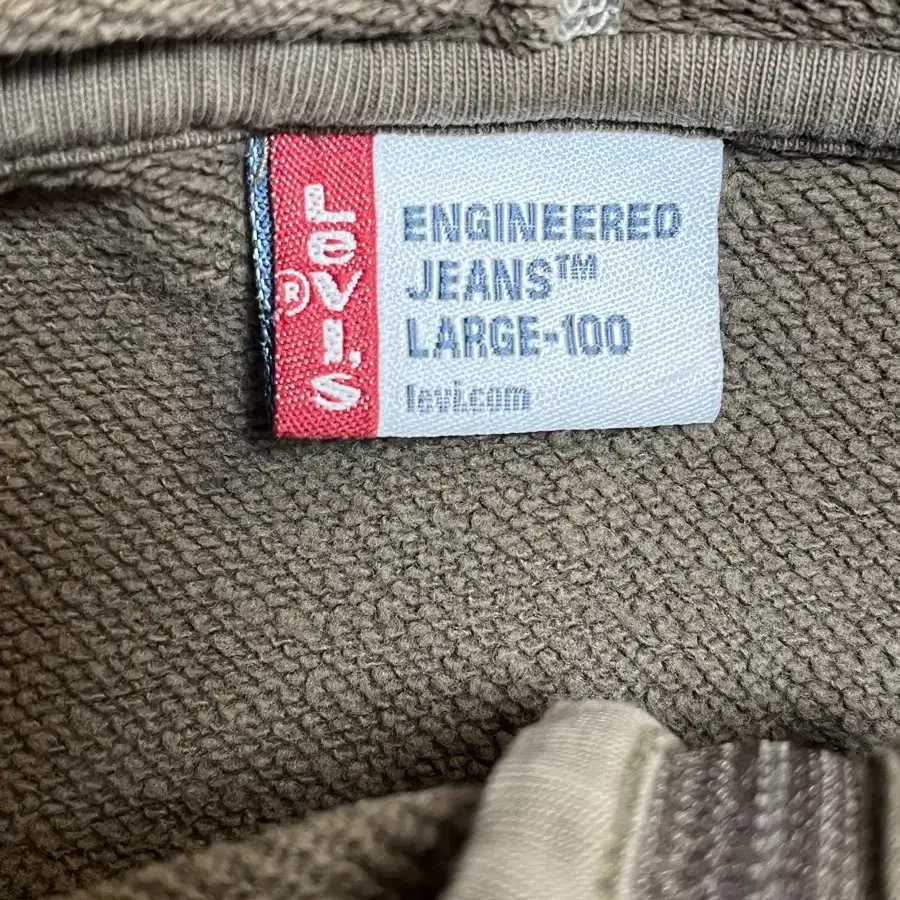 LEVI'S
®
ENGINEERED
JEANS™
LARGE-100
levi.com